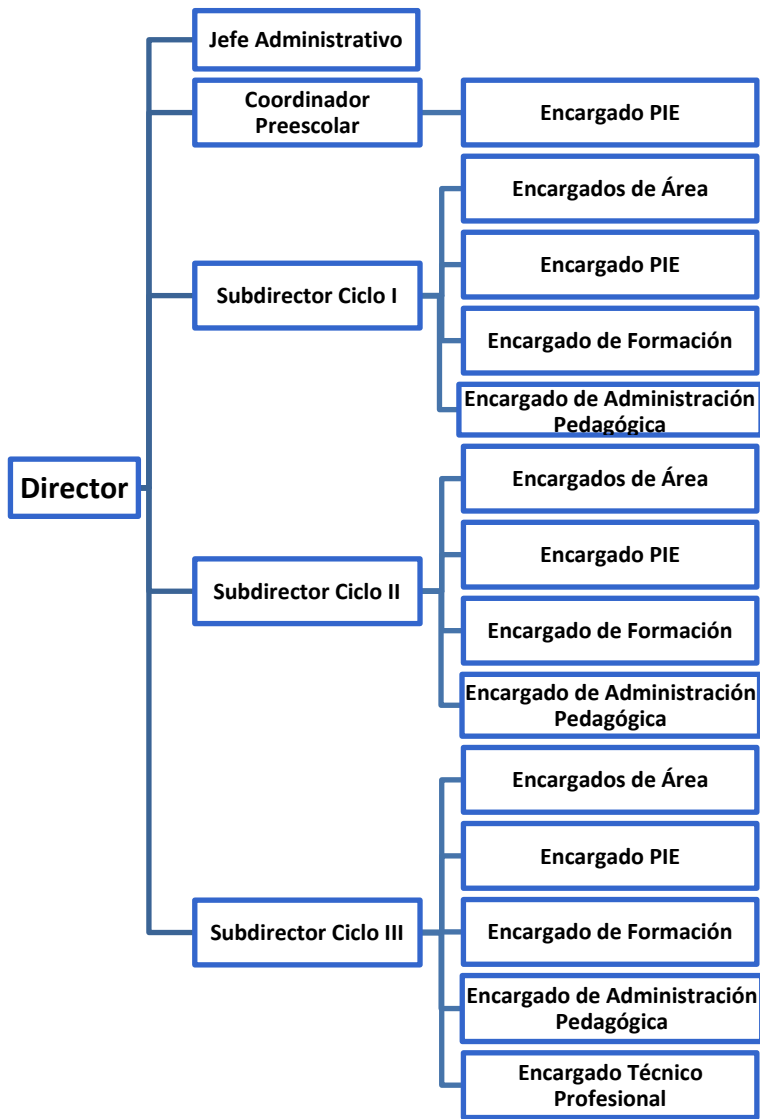 Jefe Administrativo
Coordinador
Preescolar
Encargado PIE
Encargados de Área
Encargado PIE
Subdirector Ciclo I
Encargado de Formación
Encargado de Administración
Pedagógica
Director
Encargados de Área
Encargado PIE
Subdirector Ciclo II
Encargado de Formación
Encargado de Administración
Pedagógica
Encargados de Área
Encargado PIE
Subdirector Ciclo III
Encargado de Formación
Encargado de Administración
Pedagógica
Encargado Técnico
Profesional